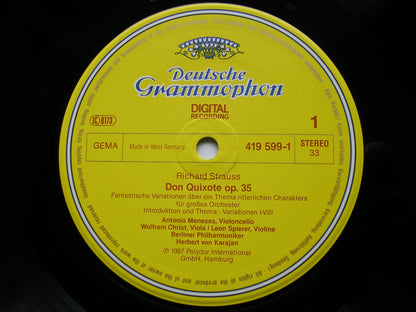 Deutsche
Grammophon
DIGITAL
RECORDING
LC 0173
1
GEMA
Made in West Germany
419 599-1
STEREO
33
Richard Strauss
Don Quixote op. 35
Fantastische Variationen über ein Thema ritterlichen Charakters
für großes Orchester
Introduktion und Thema · Variationen I-VIII
António Meneses, Violoncello
Wolfram Christ, Viola / Leon Spierer, Violine
Berliner Philharmoniker
Herbert von Karajan
℗ 1987 Polydor International
GmbH, Hamburg